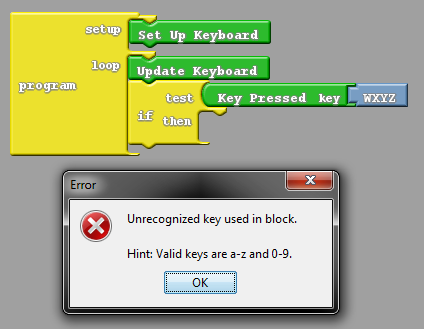 setup
Set Up Keyboard
loop
Update Keyboard
program
test
Key Pressed key
WXYZ
if
then
Error
Unrecognized key used in block.
Hint: Valid keys are a-z and 0-9.
OK